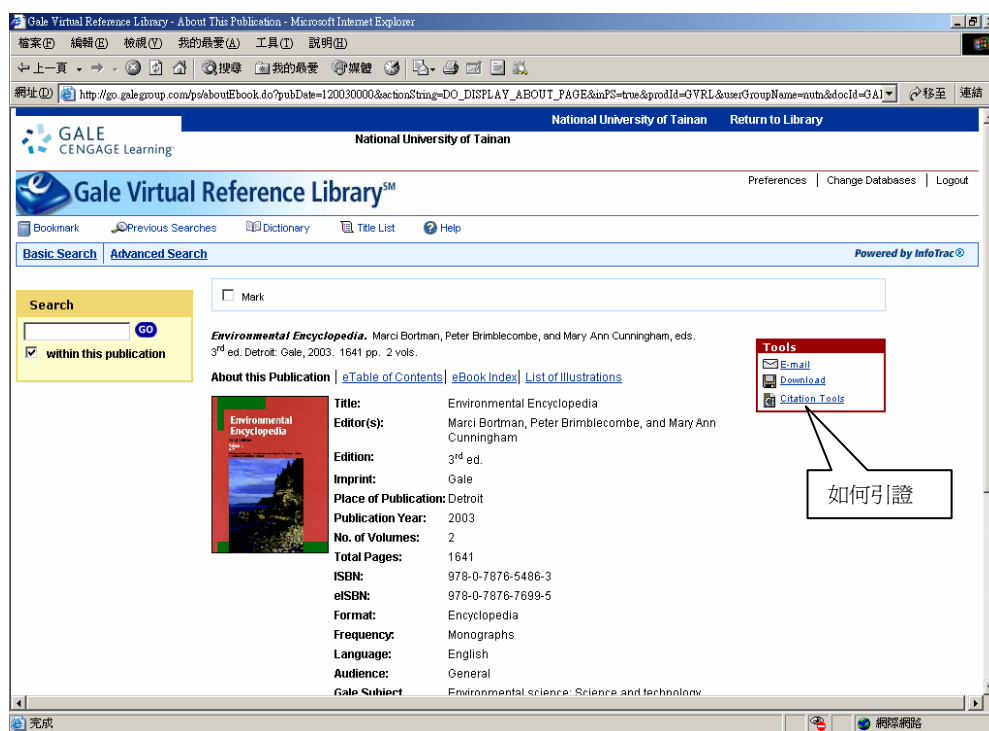 Gale Virtual Reference Library - About This Publication - Microsoft Internet Explorer
檔案(F) 編輯(E) 檢視(V) 我的最愛(A) 工具(T) 說明(H)
上一頁 搜尋 我的最愛 媒體
網址(D) http://go.galegroup.com/ps/aboutEbook.do?pubDate=120030000&actionString=DO_DISPLAY_ABOUT_PAGE&inPS=true&prodId=GVRL&userGroupName=nutn&docId=GAL 移至 連結
National University of Tainan Return to Library
GALE
CENGAGE Learning
National University of Tainan
Gale Virtual Reference Library SM
Preferences | Change Databases | Logout
Bookmark Previous Searches Dictionary Title List Help
Basic Search Advanced Search Powered by InfoTrac®
Search
GO
within this publication
Mark
Environmental Encyclopedia. Marci Bortman, Peter Brimblecombe, and Mary Ann Cunningham, eds.
3rd ed. Detroit: Gale, 2003. 1641 pp. 2 vols.
About this Publication | eTable of Contents | eBook Index | List of Illustrations
Environmental
Encyclopedia
Title: Environmental Encyclopedia
Editor(s): Marci Bortman, Peter Brimblecombe, and Mary Ann
Cunningham
Edition: 3rd ed.
Imprint: Gale
Place of Publication: Detroit
Publication Year: 2003
No. of Volumes: 2
Total Pages: 1641
ISBN: 978-0-7876-5486-3
eISBN: 978-0-7876-7699-5
Format: Encyclopedia
Frequency: Monographs
Language: English
Audience: General
Gale Subject Environmental science; Science and technology
Tools
E-mail
Download
Citation Tools
如何引證
完成 網際網路